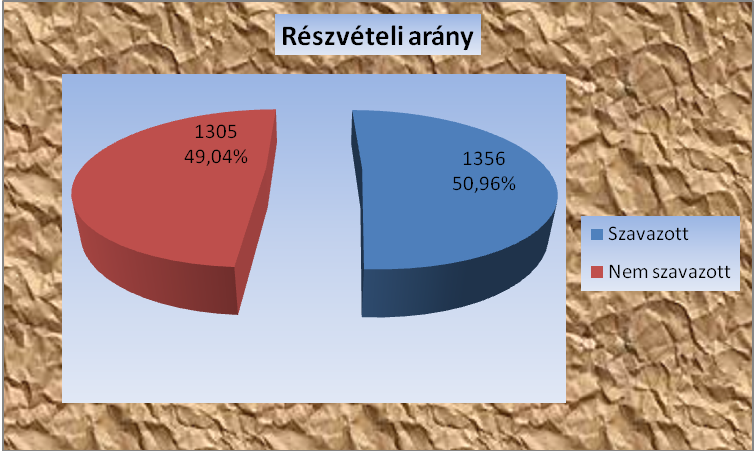 Részvételi arány
1305
49,04%
1356
50,96%
Szavazott
Nem szavazott